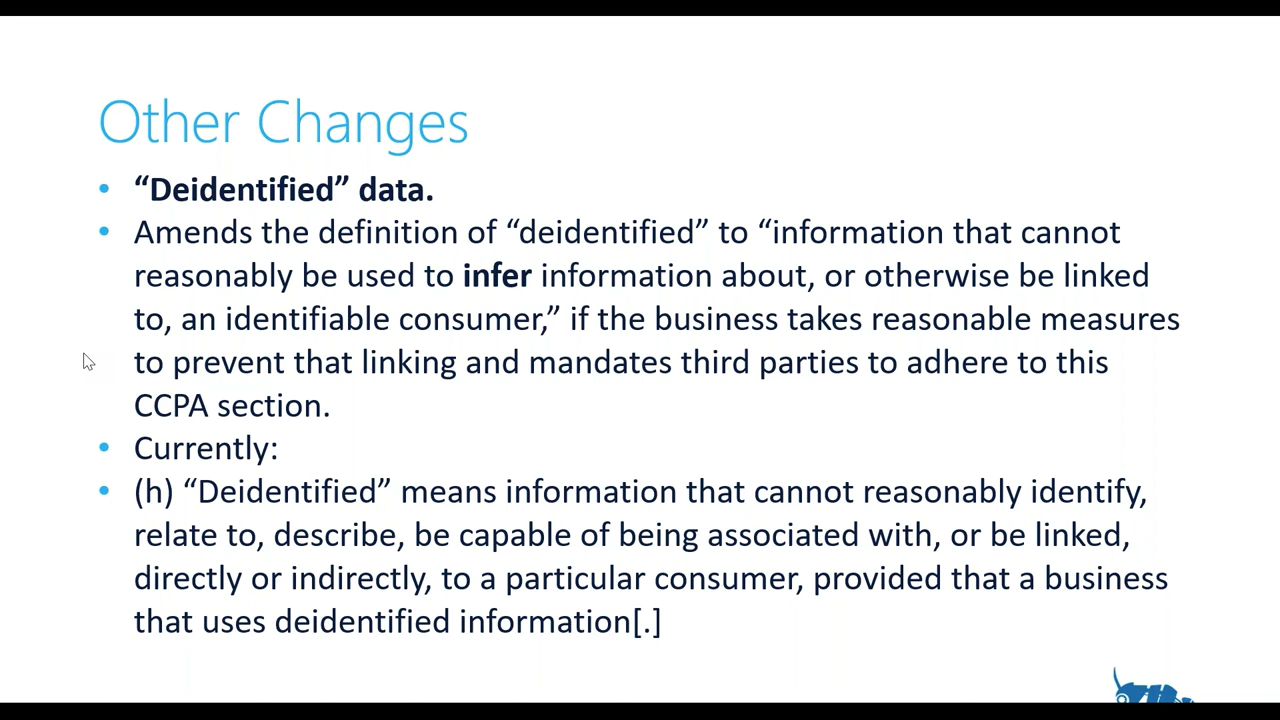 Other Changes
• “Deidentified” data.
• Amends the definition of “deidentified” to “information that cannot
reasonably be used to infer information about, or otherwise be linked
to, an identifiable consumer,” if the business takes reasonable measures
to prevent that linking and mandates third parties to adhere to this
CCPA section.
• Currently:
• (h) “Deidentified” means information that cannot reasonably identify,
relate to, describe, be capable of being associated with, or be linked,
directly or indirectly, to a particular consumer, provided that a business
that uses deidentified information[.]